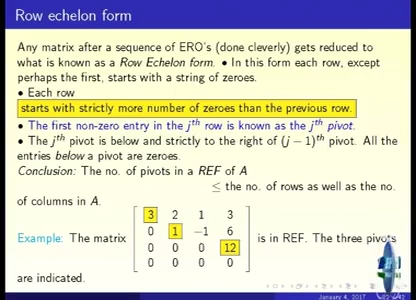 Row echelon form
Any matrix after a sequence of ERO's (done cleverly) gets reduced to
what is known as a Row Echelon form. • In this form each row, except
perhaps the first, starts with a string of zeroes.
• Each row
starts with strictly more number of zeroes than the previous row.
• The first non-zero entry in the jth row is known as the jth pivot.
• The jth pivot is below and strictly to the right of (j − 1)th pivot. All the
entries below a pivot are zeroes.
Conclusion: The no. of pivots in a REF of A
≤ the no. of rows as well as the no.
of columns in A.
3 2 1 3
0 1 −1 6
Example: The matrix is in REF. The three pivots
0 0 0 12
0 0 0 0
are indicated.
January 4, 2017